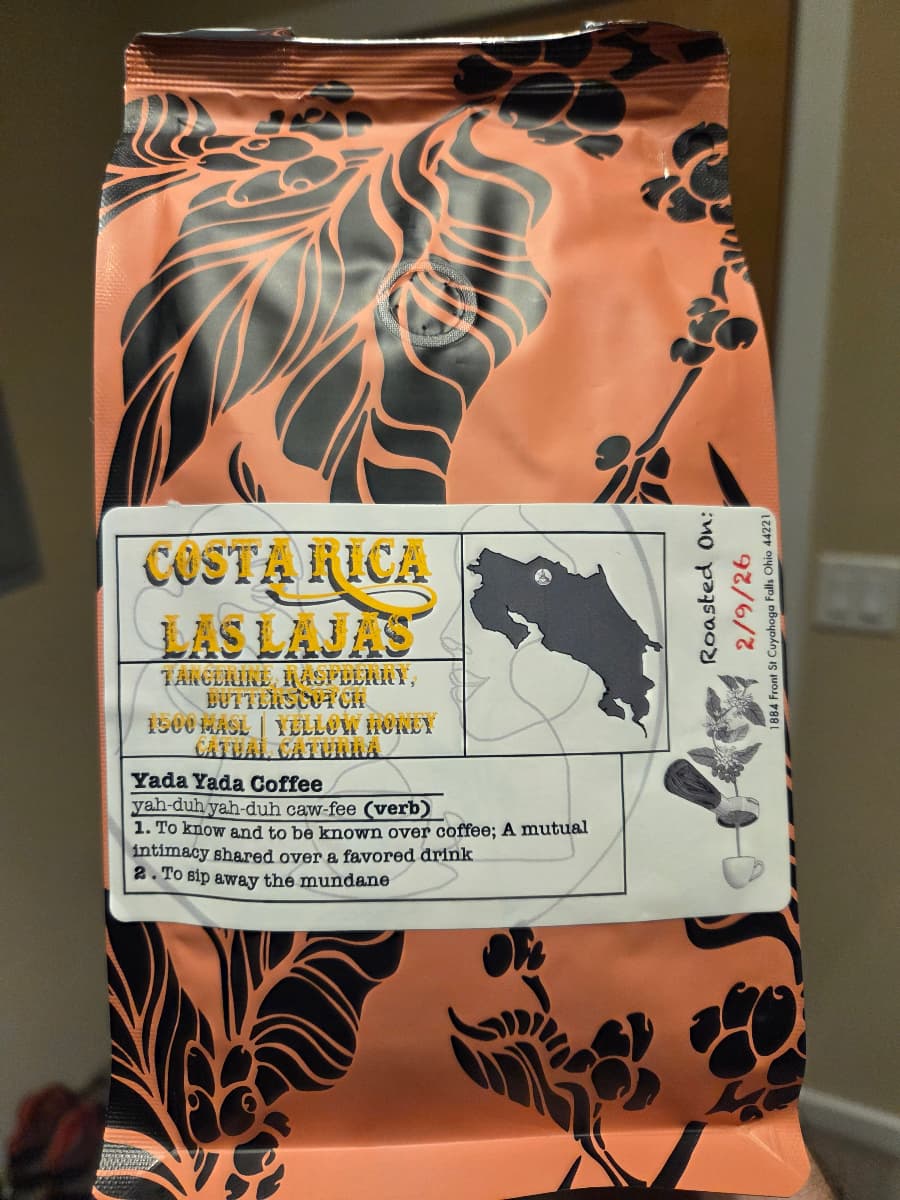 COSTA RICA
LAS LAJAS
TANGERINE, RASPBERRY,
BUTTERSCOTCH
1500 MASL | YELLOW HONEY
CATUAI, CATURRA
Yada Yada Coffee
yah-duh yah-duh caw-fee (verb)
1. To know and to be known over coffee; A mutual
intimacy shared over a favored drink
2. To sip away the mundane
Roasted On:
2/9/26
1884 Front St Cuyahoga Falls Ohio 44221